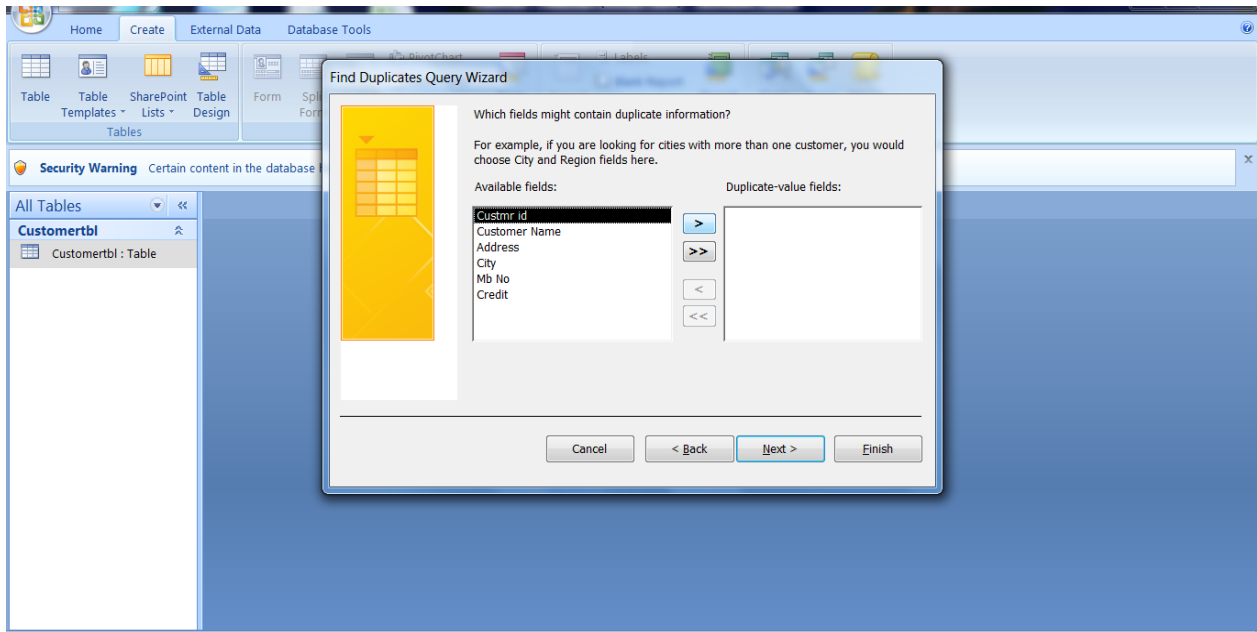 Home Create External Data Database Tools
Table
Table Templates
SharePoint Lists
Table Design
Form
Tables
PivotChart
Labels
Blank Report
Security Warning Certain content in the database
All Tables
Customertbl
Customertbl : Table
Find Duplicates Query Wizard
Which fields might contain duplicate information?
For example, if you are looking for cities with more than one customer, you would
choose City and Region fields here.
Available fields:
Duplicate-value fields:
Custmr id
Customer Name
Address
City
Mb No
Credit
>
>>
<
<<
Cancel
< Back
Next >
Finish